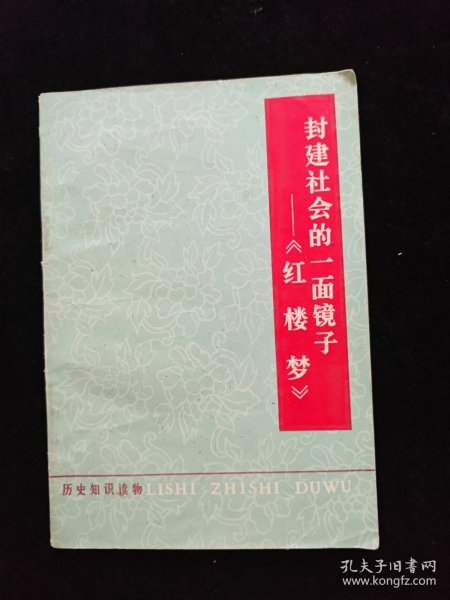 封建社会的一面镜子
——《红楼梦》
历史知识读物 LISHI ZHISHI DUWU
孔夫子旧书网
www.kongfz.com